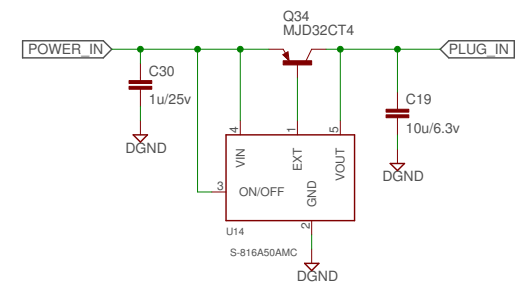 Q34
MJD32CT4
POWER_IN
PLUG_IN
C30
1u/25v
DGND
C19
10u/6.3v
DGND
4
1
5
VIN
EXT
VOUT
3
ON/OFF
GND
2
U14
S-816A50AMC
DGND